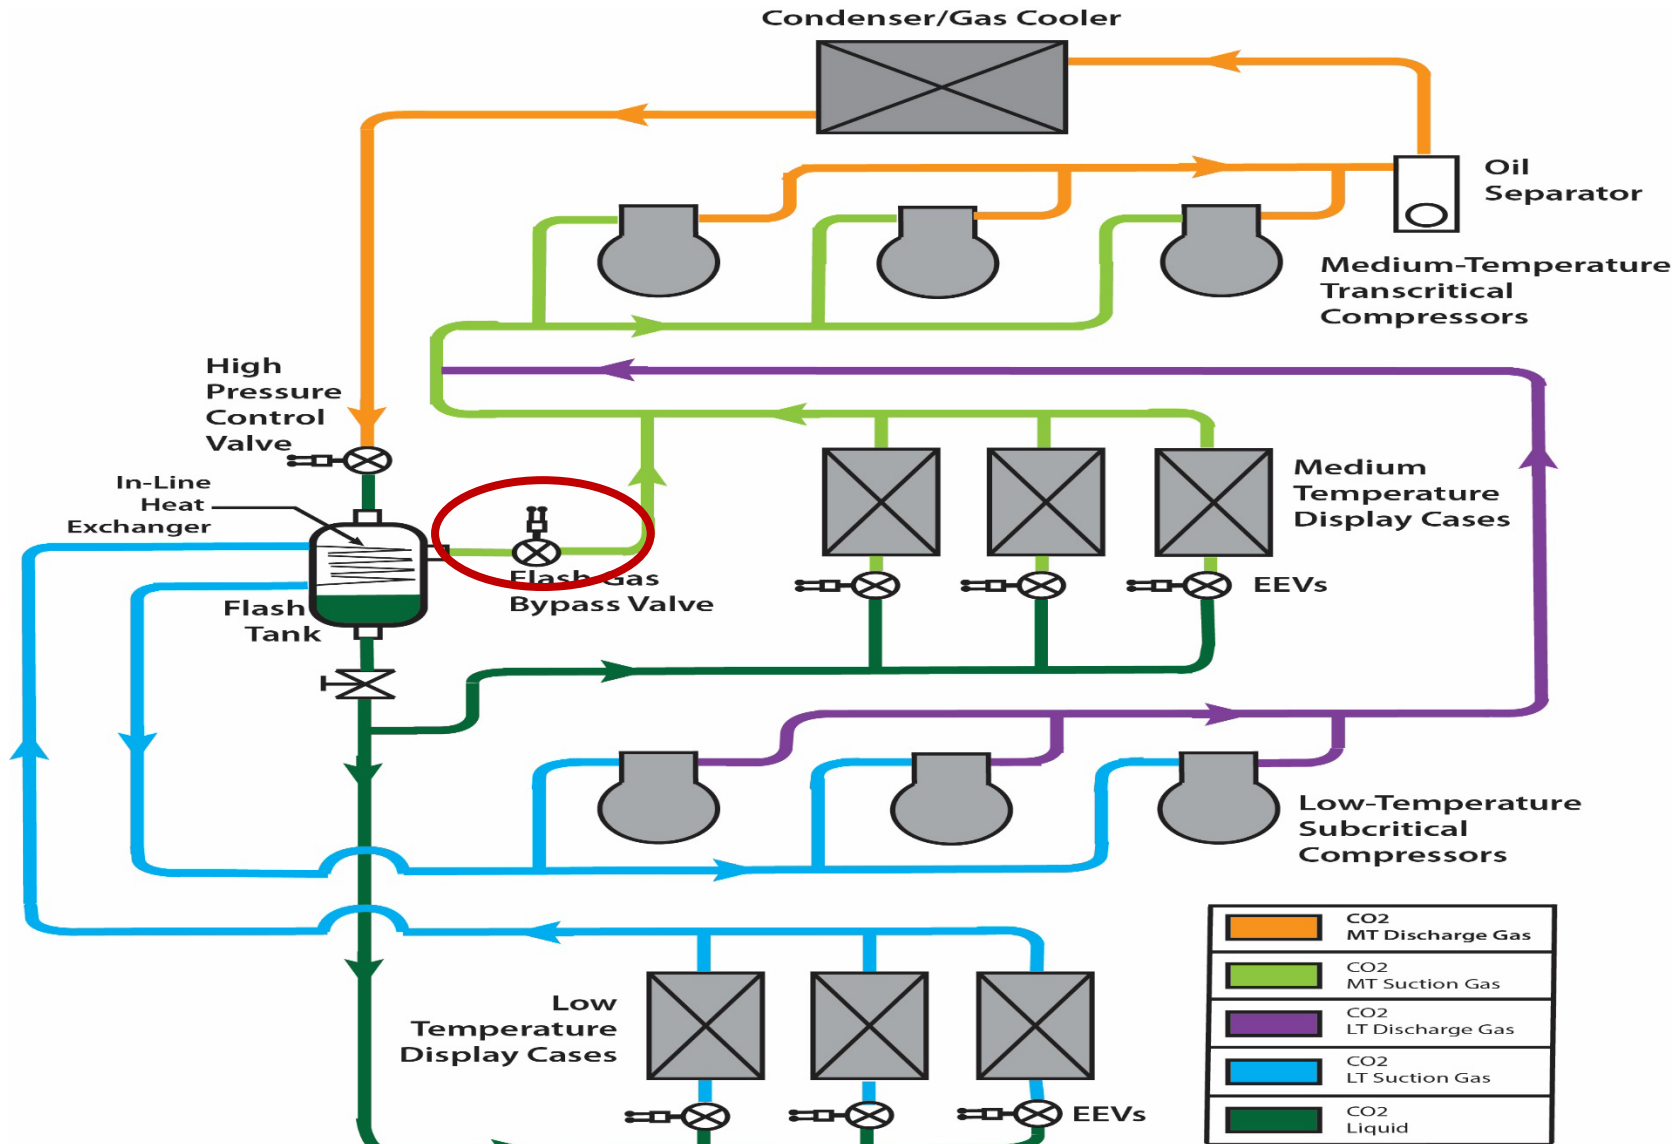 Condenser/Gas Cooler
Oil
Separator
Medium-Temperature
Transcritical
Compressors
High
Pressure
Control
Valve
In-Line
Heat
Exchanger
Medium
Temperature
Display Cases
Flash Gas
Bypass Valve
EEVs
Flash
Tank
Low-Temperature
Subcritical
Compressors
Low
Temperature
Display Cases
EEVs
CO2
MT Discharge Gas
CO2
MT Suction Gas
CO2
LT Discharge Gas
CO2
LT Suction Gas
CO2
Liquid